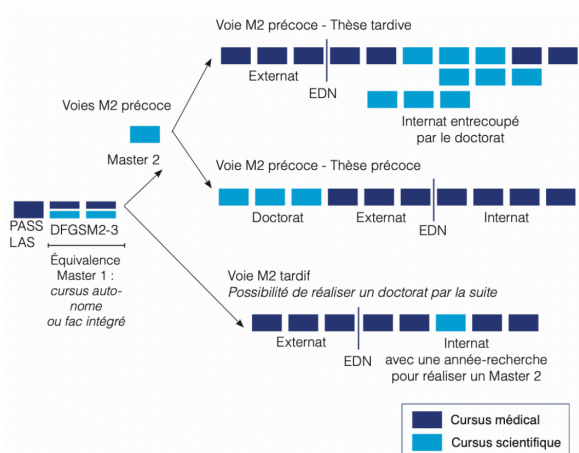 Voie M2 précoce - Thèse tardive
Externat
EDN
Internat entrecoupé
par le doctorat
Voies M2 précoce
Master 2
Voie M2 précoce - Thèse précoce
Doctorat
Externat
EDN
Internat
PASS
LAS
DFGSM2-3
Équivalence
Master 1 :
cursus auto-
nome
ou fac intégré
Voie M2 tardif
Possibilité de réaliser un doctorat par la suite
Externat
EDN
Internat
avec une année-recherche
pour réaliser un Master 2
Cursus médical
Cursus scientifique